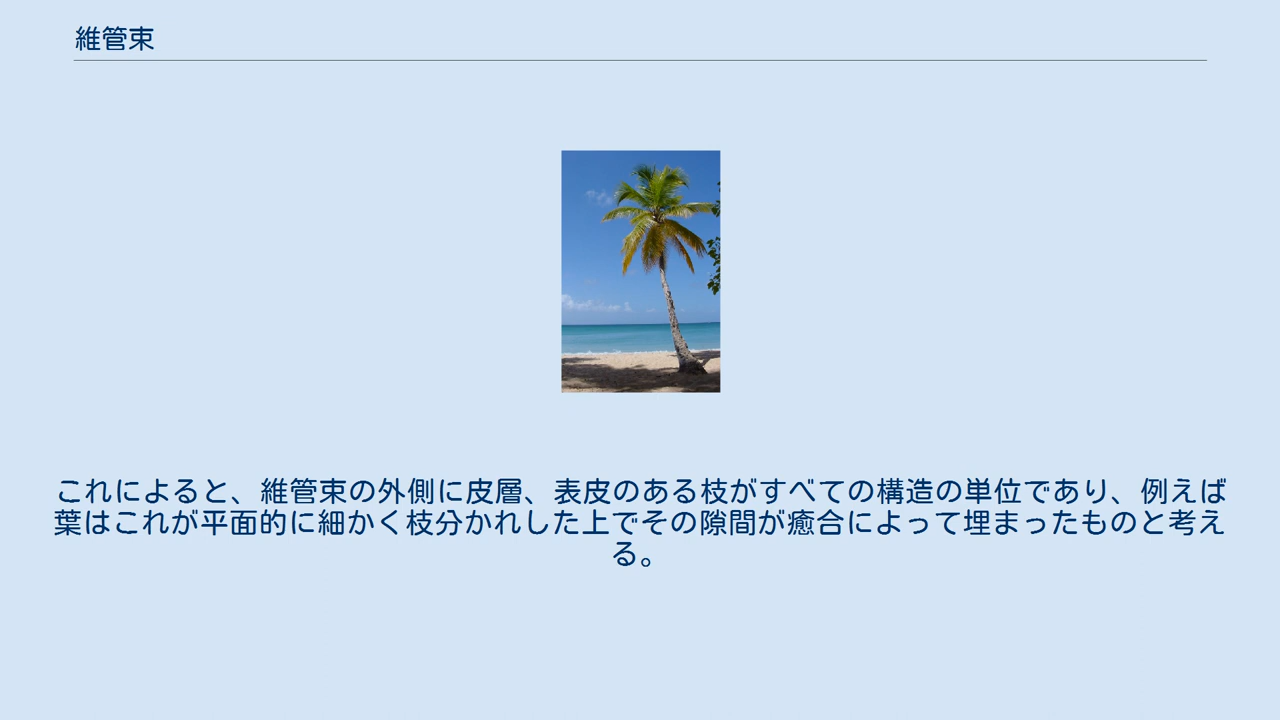 維管束
これによると、維管束の外側に皮層、表皮のある枝がすべての構造の単位であり、例えば
葉はこれが平面的に細かく枝分かれした上でその隙間が癒合によって埋まったものと考え
る。